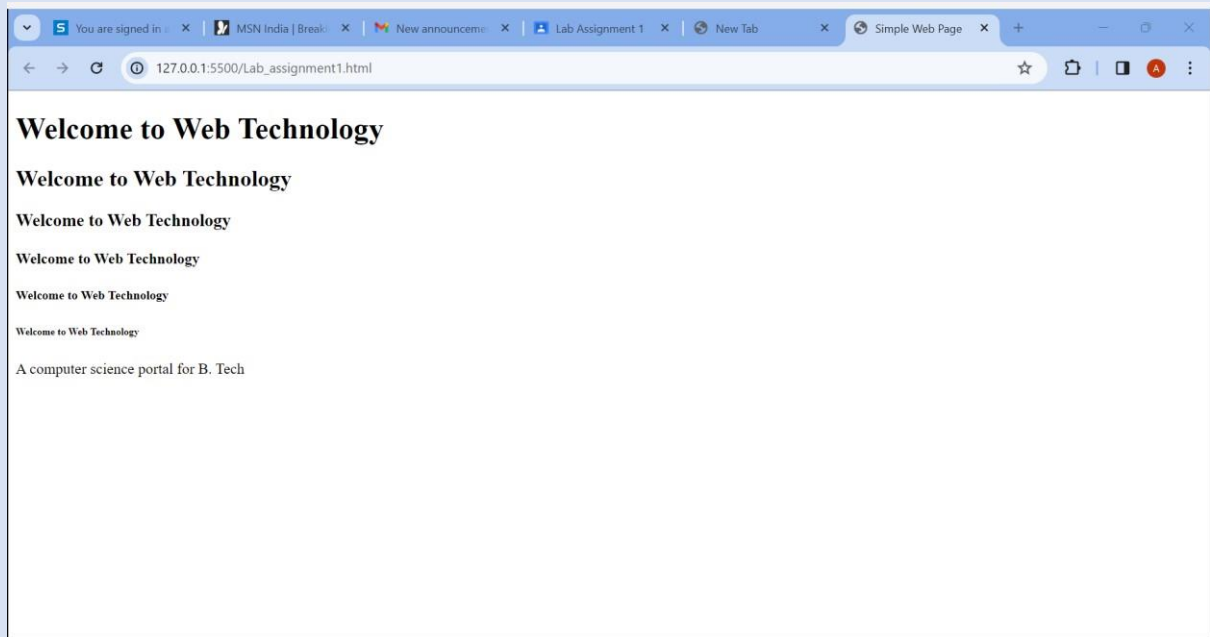 S You are signed in
MSN India | Break
New announceme
Lab Assignment 1
New Tab
Simple Web Page
127.0.0.1:5500/Lab_assignment1.html
A
Welcome to Web Technology
Welcome to Web Technology
Welcome to Web Technology
Welcome to Web Technology
Welcome to Web Technology
Welcome to Web Technology
A computer science portal for B. Tech